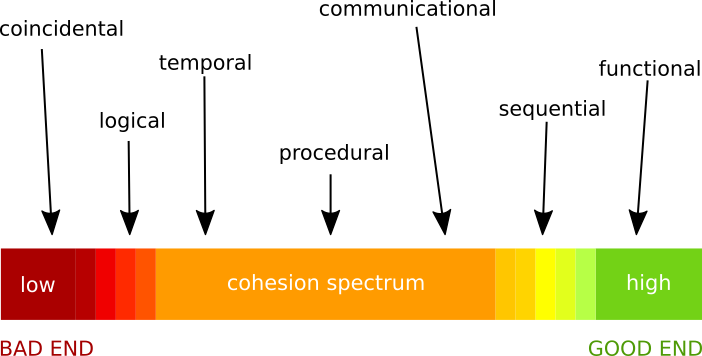 communicational
coincidental
temporal
functional
sequential
logical
procedural
low
cohesion spectrum
high
BAD END
GOOD END